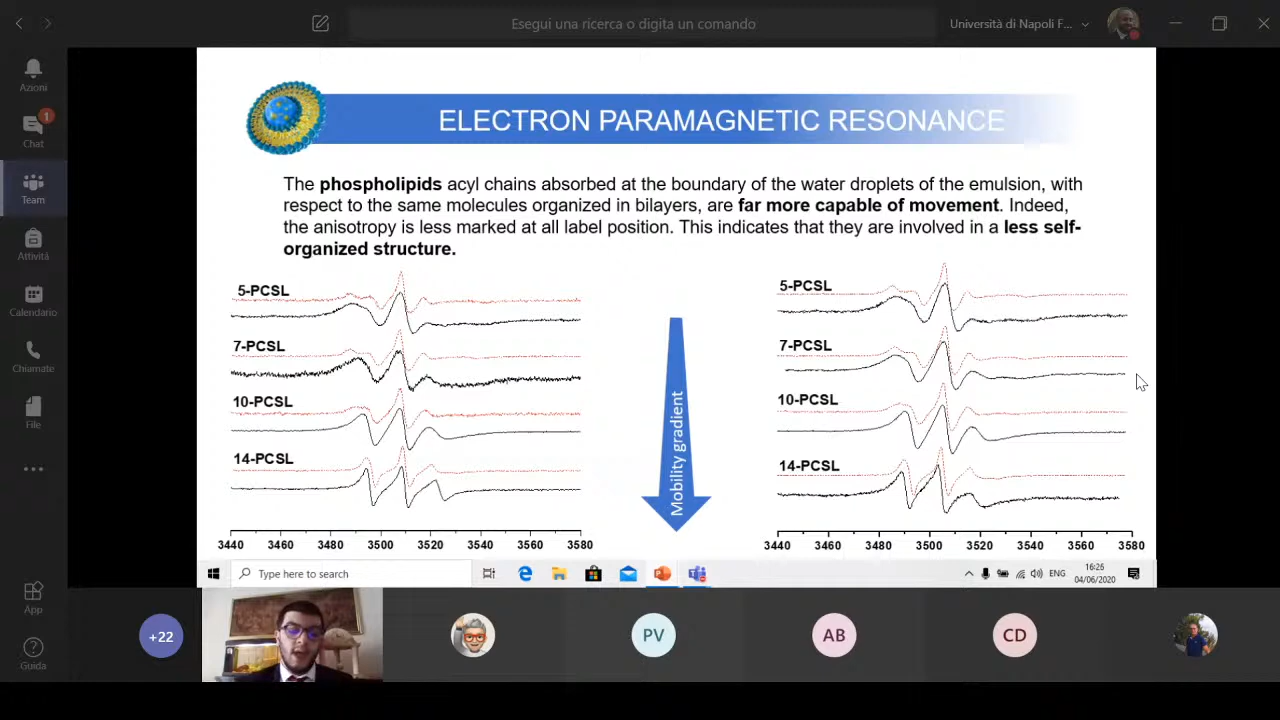 Esegui una ricerca o digita un comando
Università di Napoli F...
Azioni
1
Chat
Team
Attività
Calendario
Chiamate
File
App
Guida
ELECTRON PARAMAGNETIC RESONANCE
The phospholipids acyl chains absorbed at the boundary of the water droplets of the emulsion, with
respect to the same molecules organized in bilayers, are far more capable of movement. Indeed,
the anisotropy is less marked at all label position. This indicates that they are involved in a less self-
organized structure.
5-PCSL
7-PCSL
10-PCSL
14-PCSL
3440 3460 3480 3500 3520 3540 3560 3580
Mobility gradient
5-PCSL
7-PCSL
10-PCSL
14-PCSL
3440 3460 3480 3500 3520 3540 3560 3580
Type here to search
ENG
16:26
04/06/2020
+22
PV
AB
CD